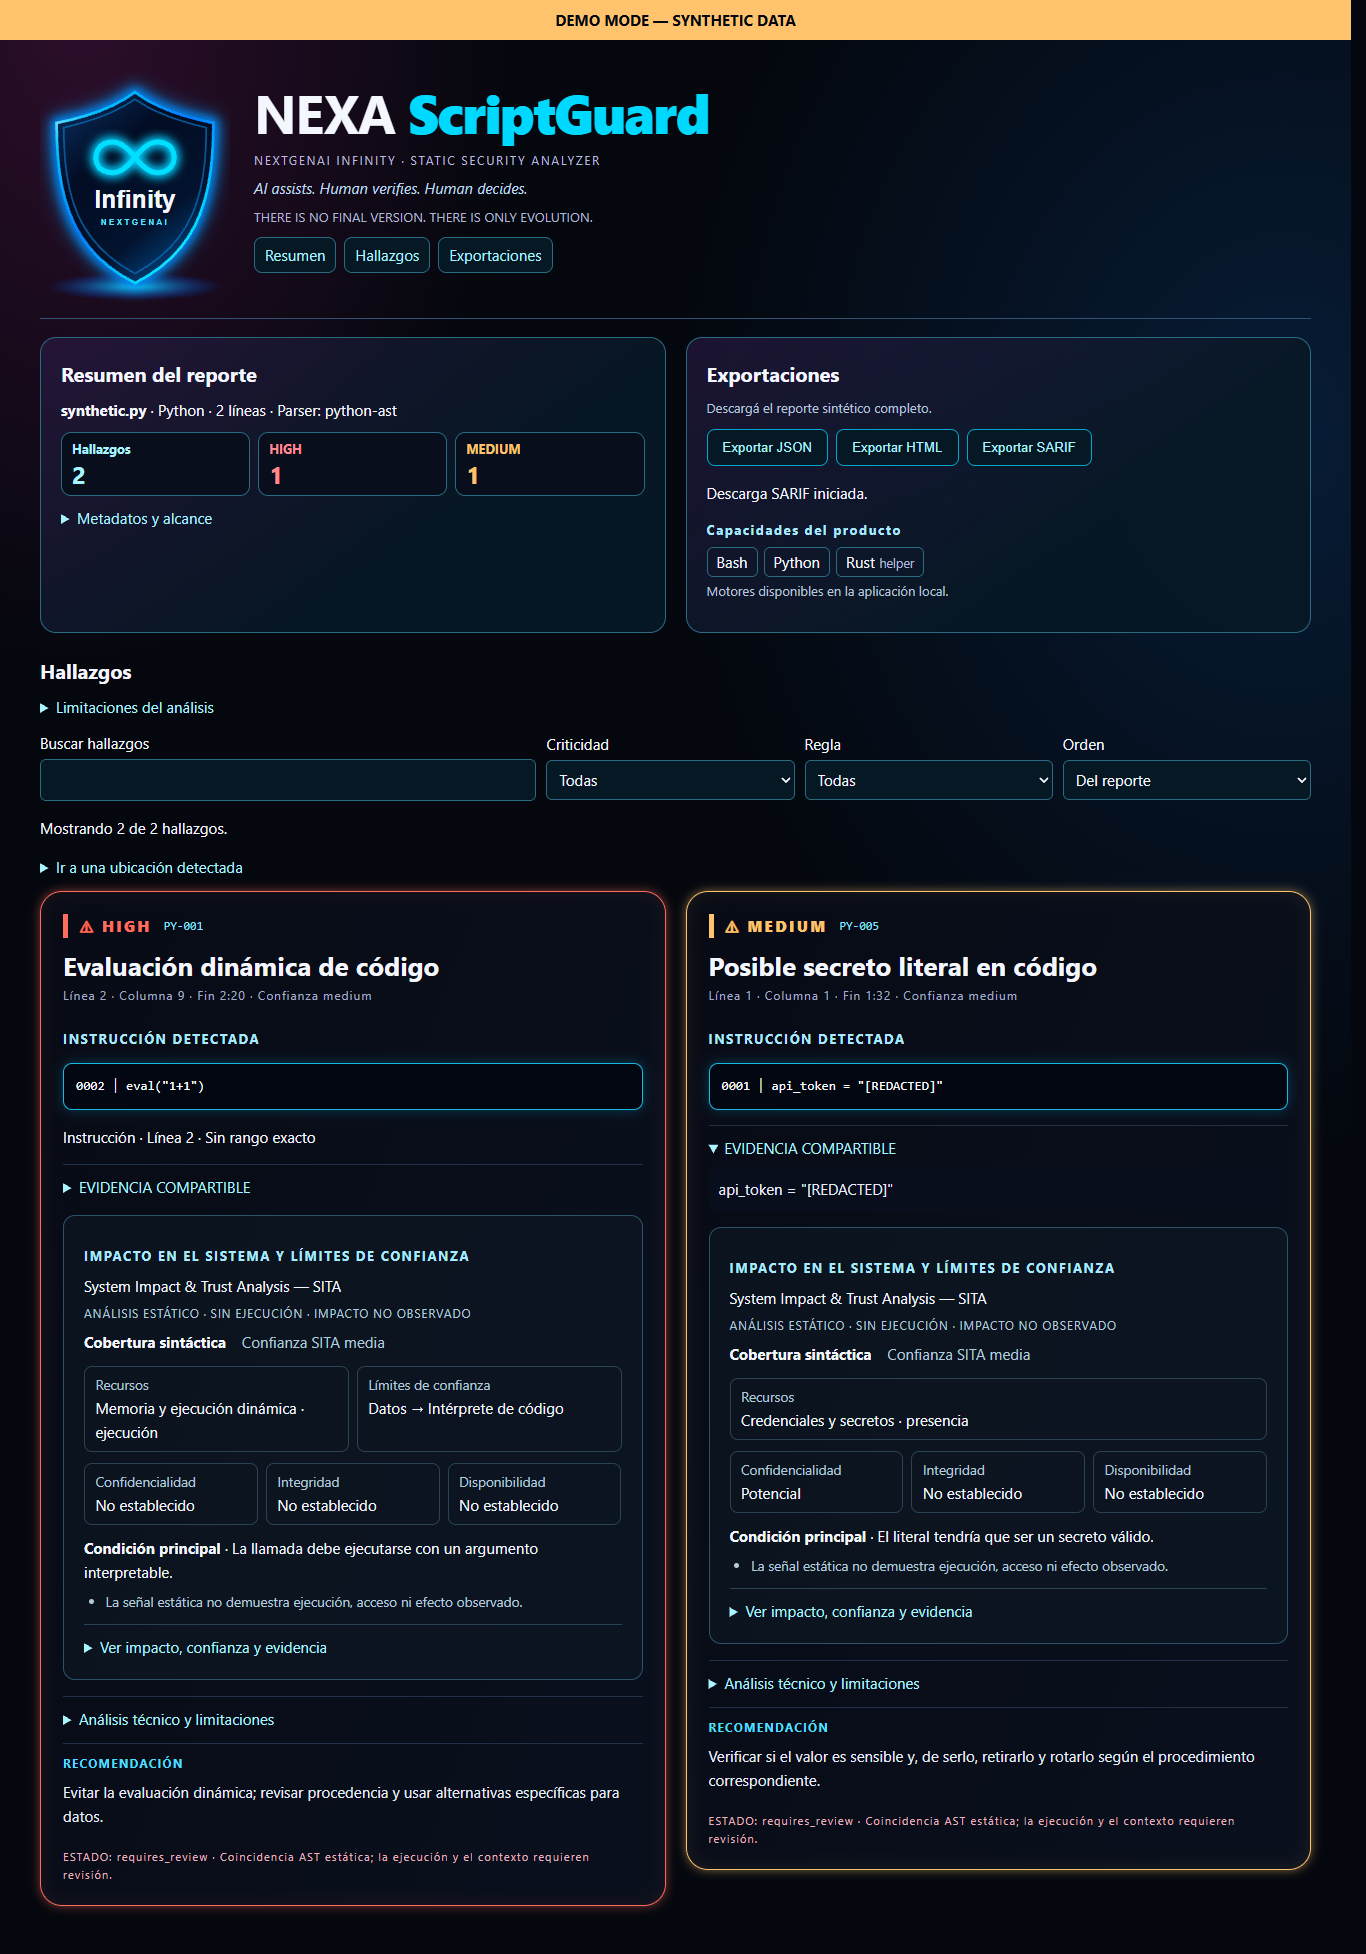 DEMO MODE — SYNTHETIC DATA
Infinity
NEXTGENAI
NEXA ScriptGuard
NEXTGENAI INFINITY · STATIC SECURITY ANALYZER
AI assists. Human verifies. Human decides.
THERE IS NO FINAL VERSION. THERE IS ONLY EVOLUTION.
Resumen Hallazgos Exportaciones
Resumen del reporte
synthetic.py · Python · 2 líneas · Parser: python-ast
Hallazgos HIGH MEDIUM
2 1 1
▶ Metadatos y alcance
Exportaciones
Descargá el reporte sintético completo.
Exportar JSON Exportar HTML Exportar SARIF
Descarga SARIF iniciada.
Capacidades del producto
Bash Python Rust helper
Motores disponibles en la aplicación local.
Hallazgos
▶ Limitaciones del análisis
Buscar hallazgos Criticidad Regla Orden
Todas Todas Del reporte
Mostrando 2 de 2 hallazgos.
▶ Ir a una ubicación detectada
⚠ HIGH PY-001
Evaluación dinámica de código
Línea 2 · Columna 9 · Fin 2:20 · Confianza medium
INSTRUCCIÓN DETECTADA
0002 | eval("1+1")
Instrucción · Línea 2 · Sin rango exacto
▶ EVIDENCIA COMPARTIBLE
IMPACTO EN EL SISTEMA Y LÍMITES DE CONFIANZA
System Impact & Trust Analysis — SITA
ANÁLISIS ESTÁTICO · SIN EJECUCIÓN · IMPACTO NO OBSERVADO
Cobertura sintáctica Confianza SITA media
Recursos
Memoria y ejecución dinámica ·
ejecución
Límites de confianza
Datos → Intérprete de código
Confidencialidad Integridad Disponibilidad
No establecido No establecido No establecido
Condición principal · La llamada debe ejecutarse con un argumento
interpretable.
• La señal estática no demuestra ejecución, acceso ni efecto observado.
▶ Ver impacto, confianza y evidencia
▶ Análisis técnico y limitaciones
RECOMENDACIÓN
Evitar la evaluación dinámica; revisar procedencia y usar alternativas específicas para
datos.
ESTADO: requires_review · Coincidencia AST estática; la ejecución y el contexto requieren
revisión.
⚠ MEDIUM PY-005
Posible secreto literal en código
Línea 1 · Columna 1 · Fin 1:32 · Confianza medium
INSTRUCCIÓN DETECTADA
0001 | api_token = "[REDACTED]"
▼ EVIDENCIA COMPARTIBLE
api_token = "[REDACTED]"
IMPACTO EN EL SISTEMA Y LÍMITES DE CONFIANZA
System Impact & Trust Analysis — SITA
ANÁLISIS ESTÁTICO · SIN EJECUCIÓN · IMPACTO NO OBSERVADO
Cobertura sintáctica Confianza SITA media
Recursos
Credenciales y secretos · presencia
Confidencialidad Integridad Disponibilidad
Potencial No establecido No establecido
Condición principal · El literal tendría que ser un secreto válido.
• La señal estática no demuestra ejecución, acceso ni efecto observado.
▶ Ver impacto, confianza y evidencia
▶ Análisis técnico y limitaciones
RECOMENDACIÓN
Verificar si el valor es sensible y, de serlo, retirarlo y rotarlo según el procedimiento
correspondiente.
ESTADO: requires_review · Coincidencia AST estática; la ejecución y el contexto requieren
revisión.